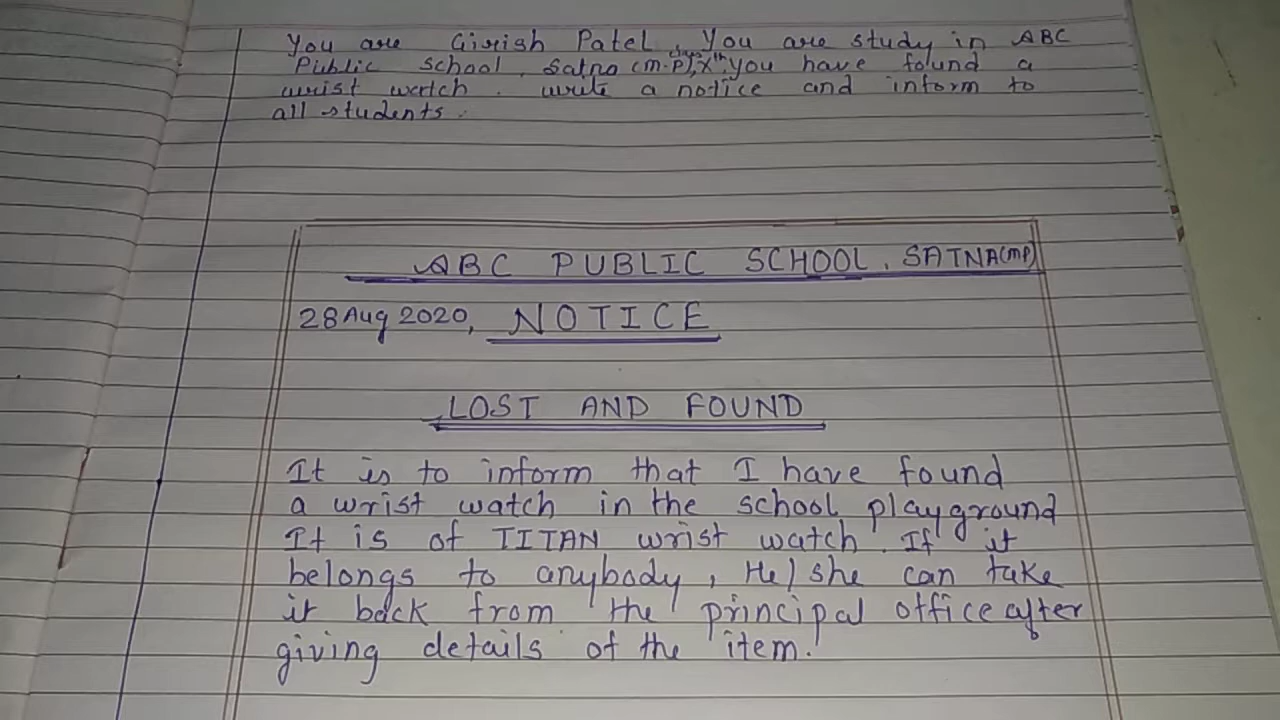 You are Girish Patel, You are study in ABC
Public school, Satna (m.p), class Xth, you have found a
wrist watch. write a notice and inform to
all students.
ABC PUBLIC SCHOOL, SATNA(MP)
28 Aug 2020, NOTICE
LOST AND FOUND
It is to inform that I have found
a wrist watch in the school playground
It is of TITAN wrist watch. If it
belongs to anybody, He/she can take
it back from the principal office after
giving details of the item.